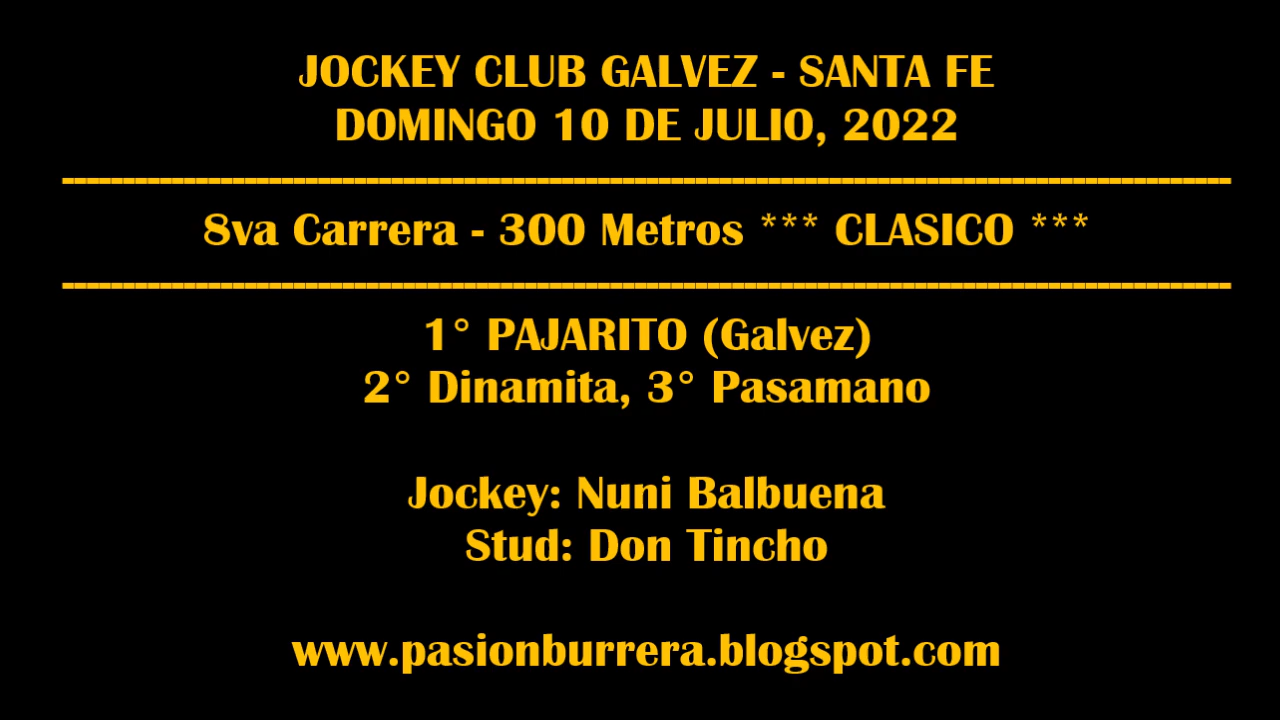 JOCKEY CLUB GALVEZ - SANTA FE
DOMINGO 10 DE JULIO, 2022
8va Carrera - 300 Metros *** CLASICO ***
1° PAJARITO (Galvez)
2° Dinamita, 3° Pasamano
Jockey: Nuni Balbuena
Stud: Don Tincho
www.pasionburrera.blogspot.com